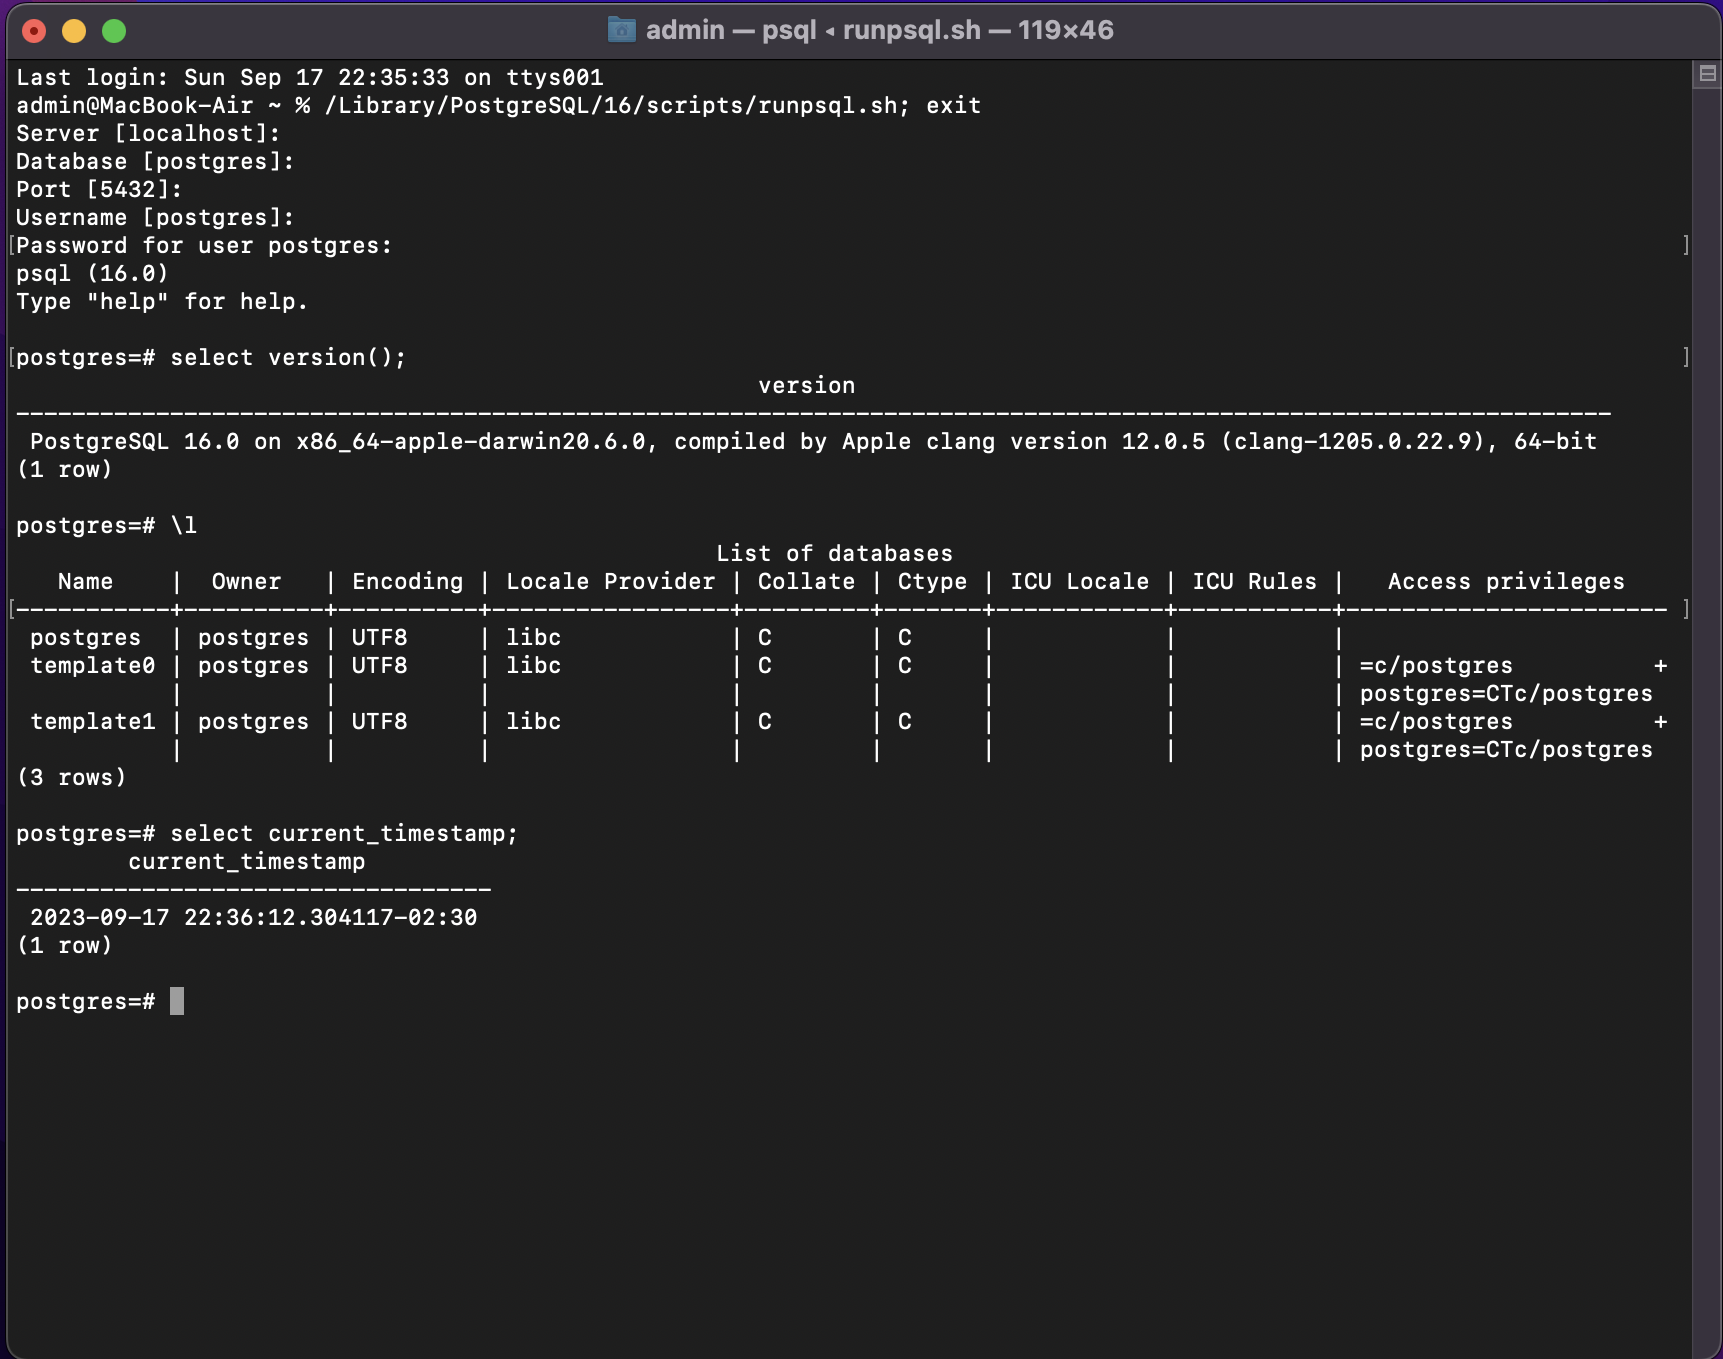 admin — psql ◂ runpsql.sh — 119×46
Last login: Sun Sep 17 22:35:33 on ttys001
admin@MacBook-Air ~ % /Library/PostgreSQL/16/scripts/runpsql.sh; exit
Server [localhost]:
Database [postgres]:
Port [5432]:
Username [postgres]:
[Password for user postgres: ]
psql (16.0)
Type "help" for help.

[postgres=# select version(); ]
                                                     version
------------------------------------------------------------------------------------------------------------------
 PostgreSQL 16.0 on x86_64-apple-darwin20.6.0, compiled by Apple clang version 12.0.5 (clang-1205.0.22.9), 64-bit
(1 row)

postgres=# \l
                                                  List of databases
   Name    |  Owner   | Encoding | Locale Provider | Collate | Ctype | ICU Locale | ICU Rules |   Access privileges
[-----------+----------+----------+-----------------+---------+-------+------------+-----------+----------------------- ]
 postgres  | postgres | UTF8     | libc            | C       | C     |            |           |
 template0 | postgres | UTF8     | libc            | C       | C     |            |           | =c/postgres          +
           |          |          |                 |         |       |            |           | postgres=CTc/postgres
 template1 | postgres | UTF8     | libc            | C       | C     |            |           | =c/postgres          +
           |          |          |                 |         |       |            |           | postgres=CTc/postgres
(3 rows)

postgres=# select current_timestamp;
        current_timestamp
----------------------------------
 2023-09-17 22:36:12.304117-02:30
(1 row)

postgres=#